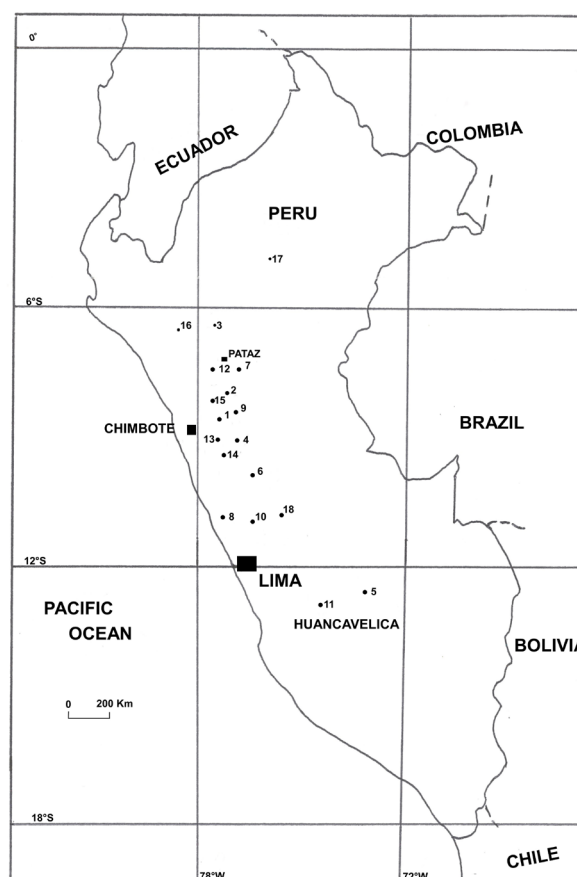 0°
ECUADOR
COLOMBIA
PERU
17
6°S
16
3
PATAZ
12
7
2
15
9
1
BRAZIL
CHIMBOTE
13
4
14
6
8
10
18
12°S
LIMA
5
11
PACIFIC
OCEAN
HUANCAVELICA
BOLIVIA
0 200 Km
18°S
CHILE
78°W
72°W